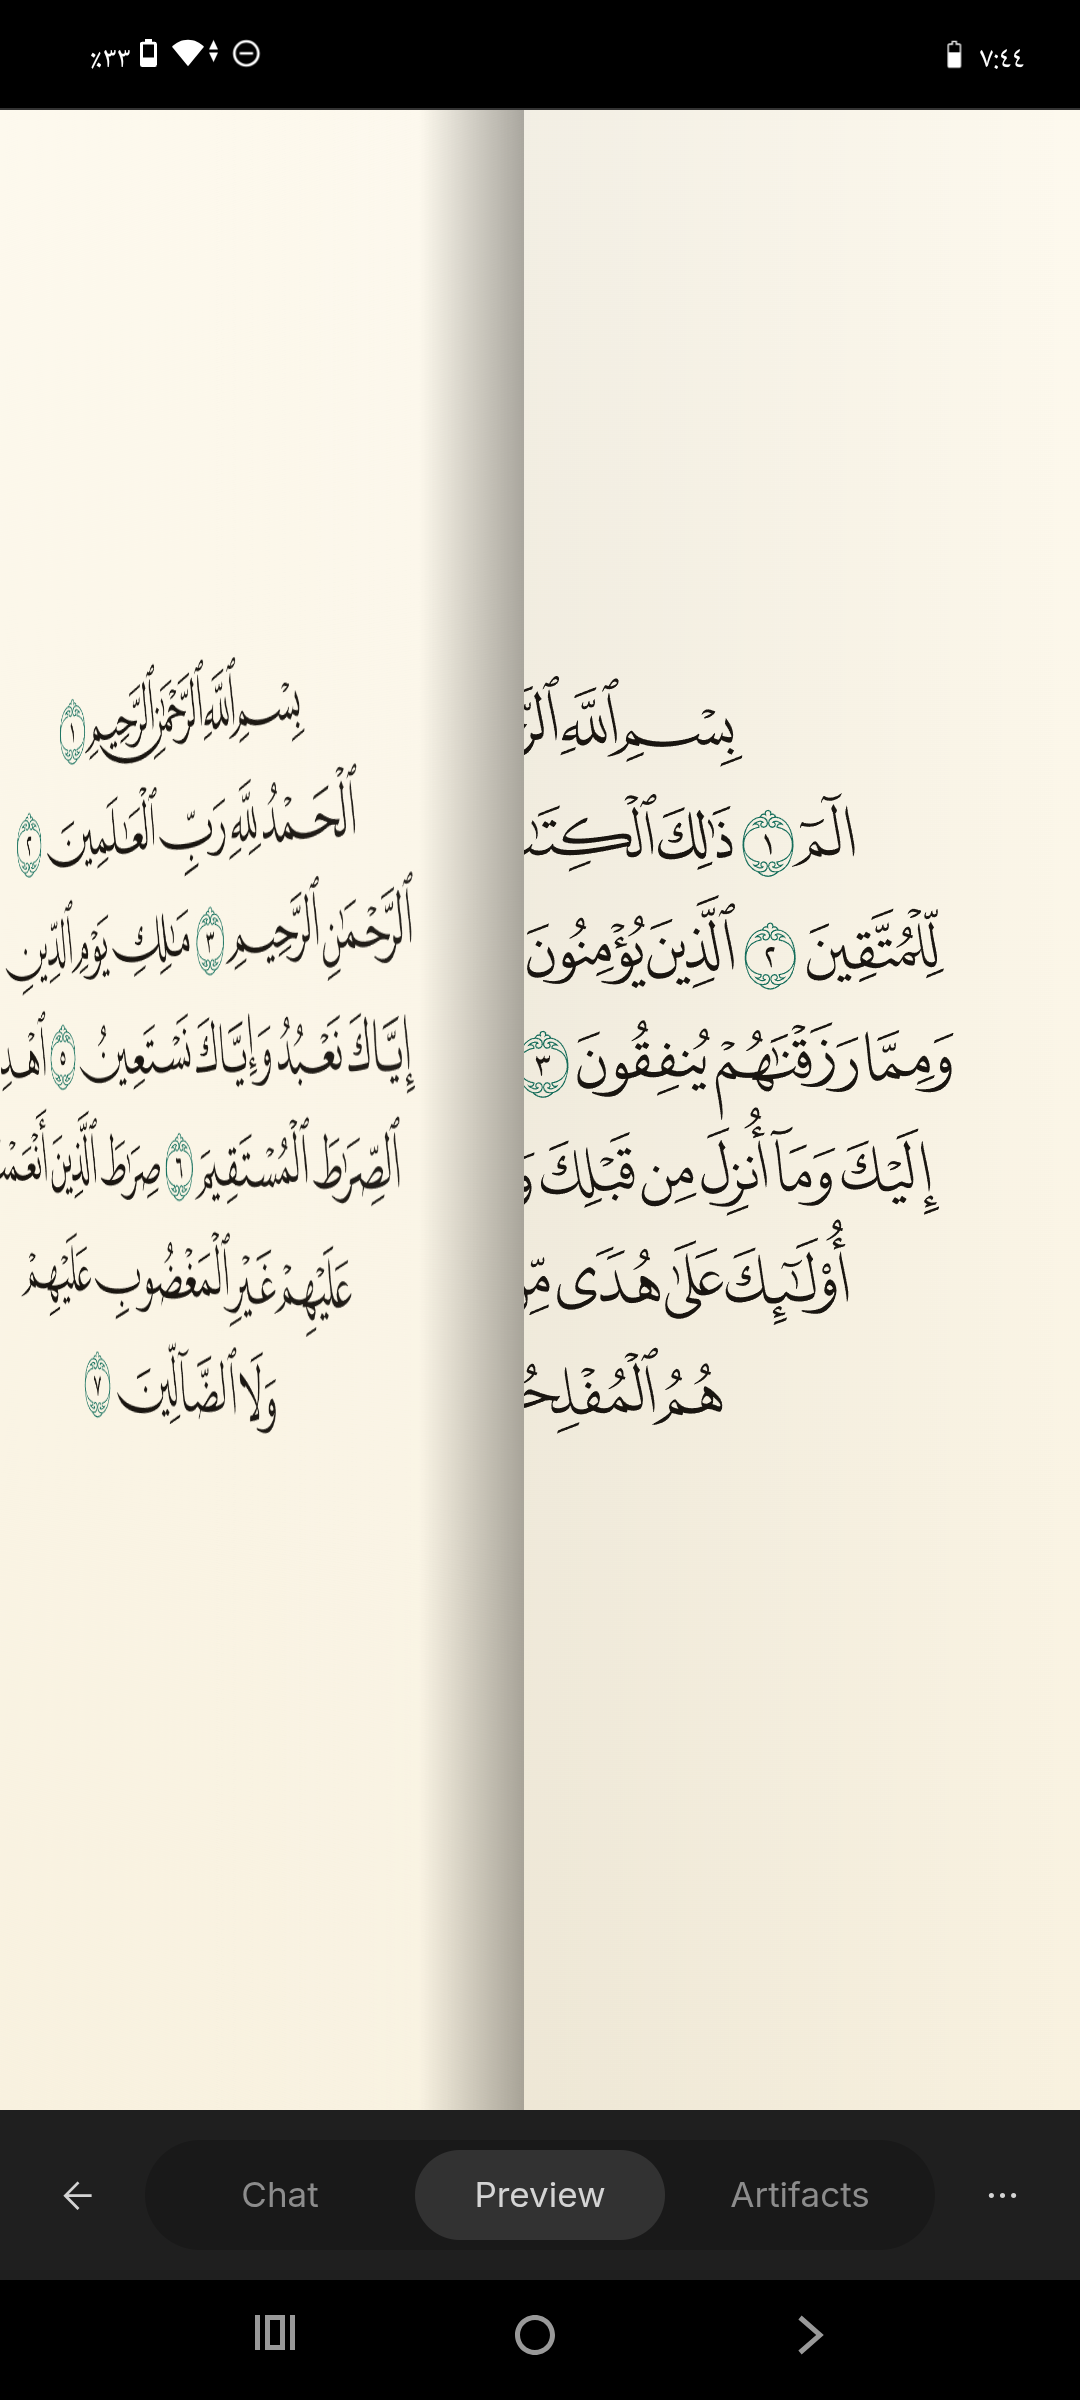 ٧:٤٤
٪٣٣
بِسْمِ ٱللَّهِ ٱلرَّحْمَٰنِ ٱلرَّحِيمِ ١
ٱلْحَمْدُ لِلَّهِ رَبِّ ٱلْعَٰلَمِينَ ٢
ٱلرَّحْمَٰنِ ٱلرَّحِيمِ ٣ مَٰلِكِ يَوْمِ ٱلدِّينِ
إِيَّاكَ نَعْبُدُ وَإِيَّاكَ نَسْتَعِينُ ٥
ٱلصِّرَٰطَ ٱلْمُسْتَقِيمَ ٦ صِرَٰطَ ٱلَّذِينَ
عَلَيْهِمْ غَيْرِ ٱلْمَغْضُوبِ عَلَيْهِمْ
وَلَا ٱلضَّآلِّينَ ٧
بِسْمِ ٱللَّهِ
الٓمٓ ١ ذَٰلِكَ
لِّلْمُتَّقِينَ ٢ ٱلَّذِينَ يُؤْمِنُونَ
وَمِمَّا رَزَقْنَٰهُمْ يُنفِقُونَ ٣
إِلَيْكَ وَمَآ أُنزِلَ مِن قَبْلِكَ
أُو۟لَٰٓئِكَ عَلَىٰ هُدًى
هُمُ
Chat
Preview
Artifacts